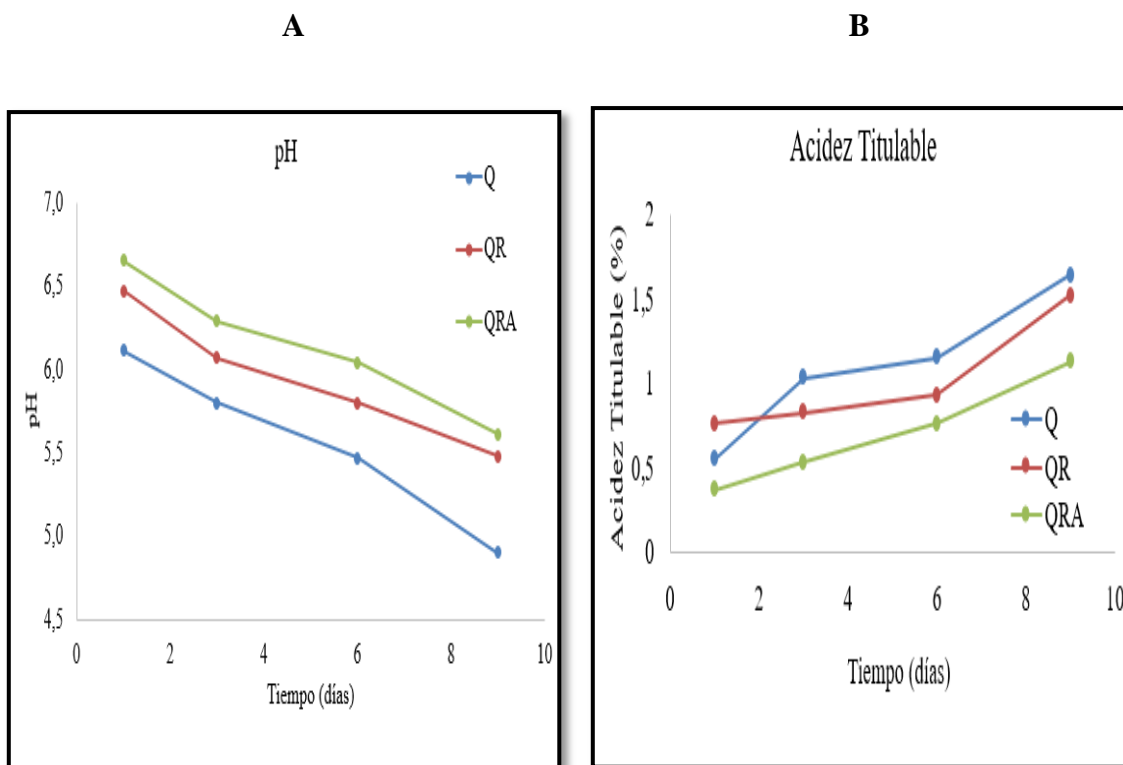 A
B
pH
Q
QR
QRA
7,0
6,5
6,0
5,5
5,0
4,5
pH
0
2
4
6
8
10
Tiempo (días)
Acidez Titulable
2
1,5
1
0,5
0
Acidez Titulable (%)
Q
QR
QRA
0
2
4
6
8
10
Tiempo (días)